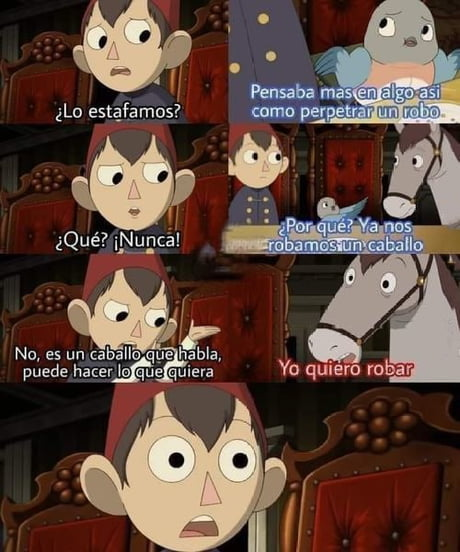 ¿Lo estafamos?
Pensaba mas en algo asi
como perpetrar un robo
¿Qué? ¡Nunca!
¿Por qué? Ya nos
robamos un caballo
No, es un caballo que habla,
puede hacer lo que quiera
Yo quiero robar